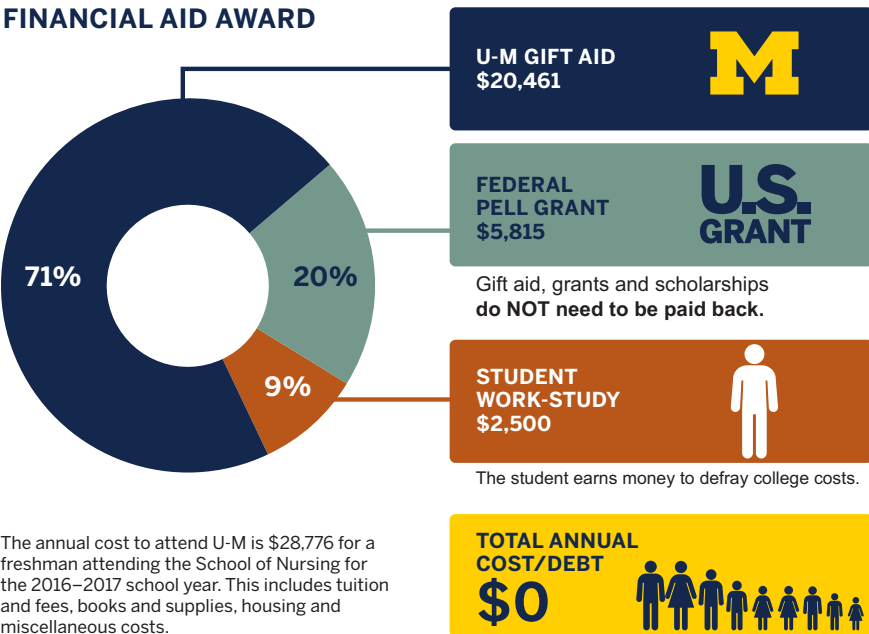 FINANCIAL AID AWARD
U-M GIFT AID
$20,461
M
71%
20%
9%
FEDERAL
PELL GRANT
$5,815
U.S.
GRANT
Gift aid, grants and scholarships
do NOT need to be paid back.
STUDENT
WORK-STUDY
$2,500
The student earns money to defray college costs.
The annual cost to attend U-M is $28,776 for a
freshman attending the School of Nursing for
the 2016–2017 school year. This includes tuition
and fees, books and supplies, housing and
miscellaneous costs.
TOTAL ANNUAL
COST/DEBT
$0